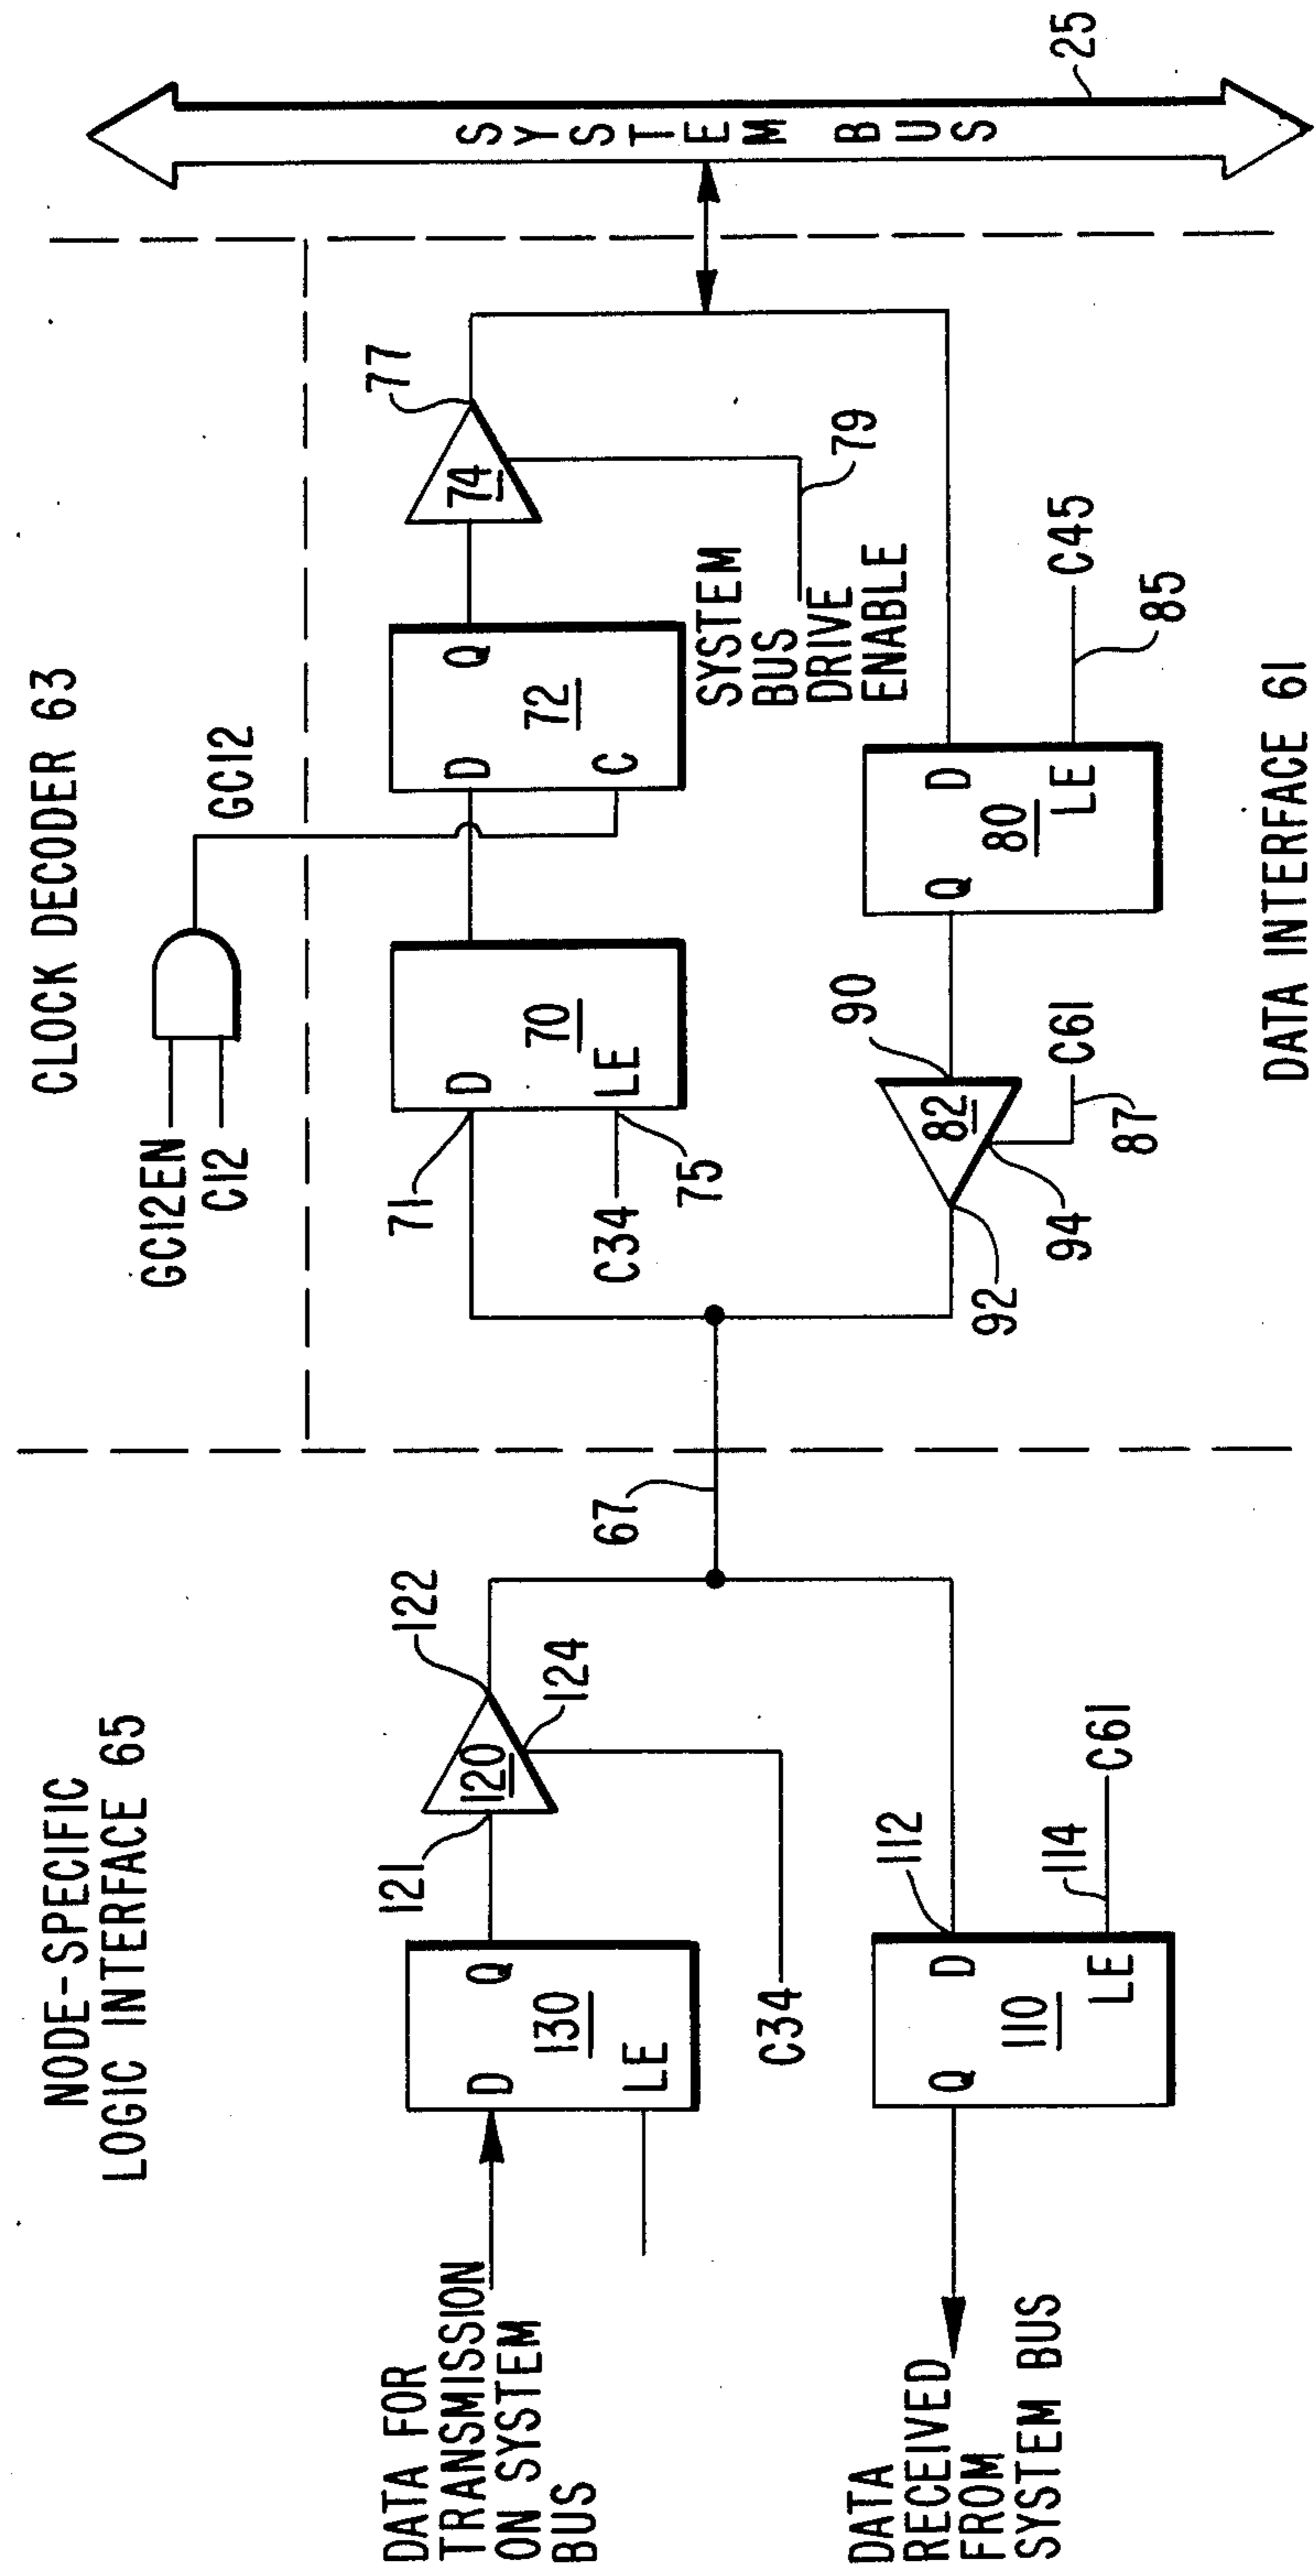 NODE-SPECIFIC
LOGIC INTERFACE 65
CLOCK DECODER 63
GC12EN
C12
GC12
DATA FOR
TRANSMISSION
ON SYSTEM
BUS
D
Q
130
LE
121
120
122
124
C34
67
71
D
70
LE
C34
75
D
Q
72
C
74
77
SYSTEM
BUS
DRIVE
ENABLE
79
SYSTEM BUS
25
DATA
RECEIVED
FROM
SYSTEM BUS
Q
D
110
LE
112
114
C61
92
82
90
94
C61
87
Q
D
80
LE
C45
85
DATA INTERFACE 61